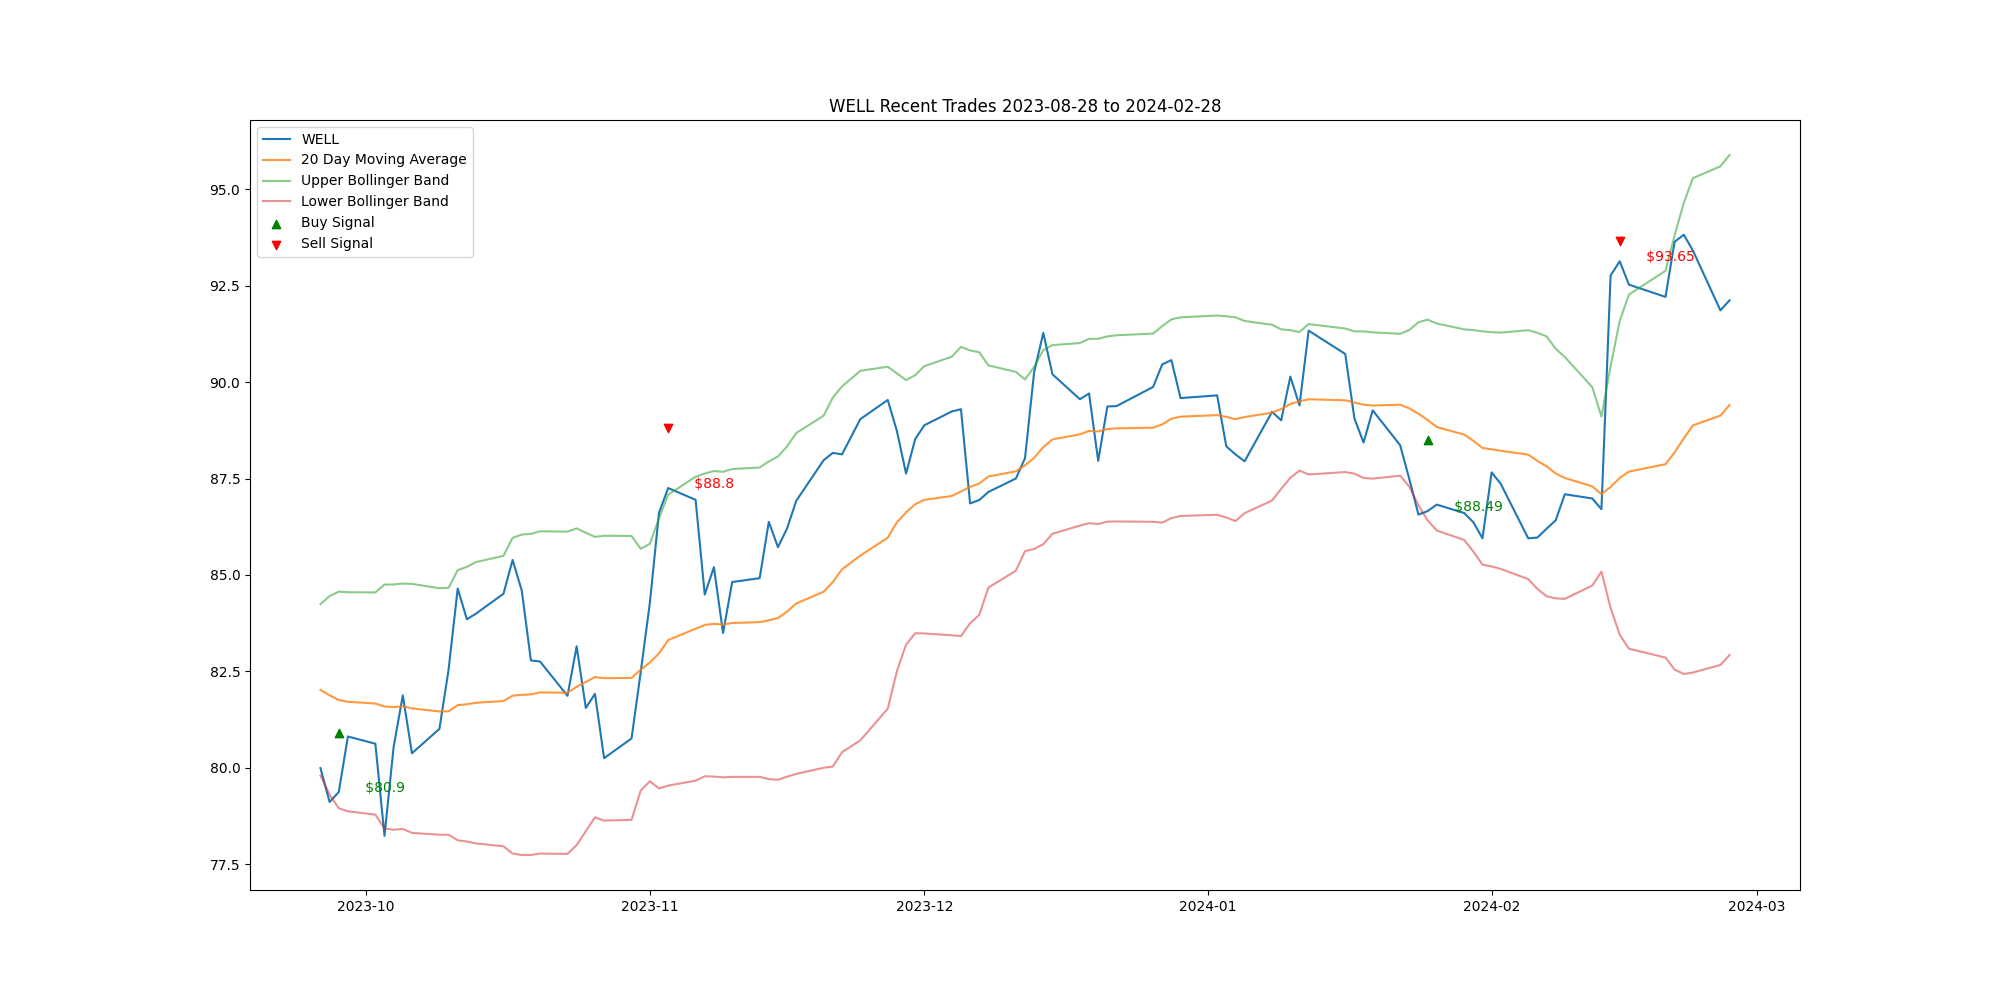 WELL Recent Trades 2023-08-28 to 2024-02-28
WELL
20 Day Moving Average
Upper Bollinger Band
Lower Bollinger Band
Buy Signal
Sell Signal
95.0
92.5
90.0
87.5
85.0
82.5
80.0
77.5
$93.65
$88.8
$88.49
$80.9
2023-10
2023-11
2023-12
2024-01
2024-02
2024-03